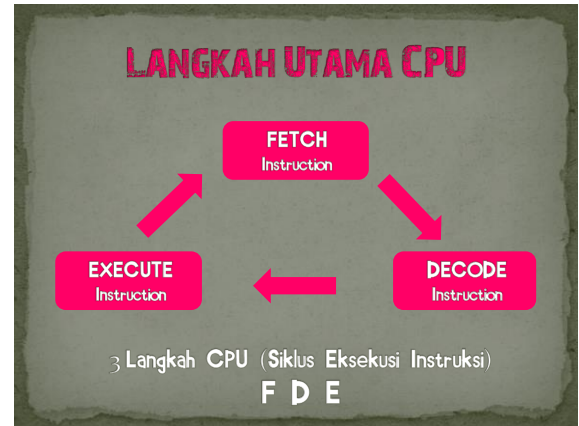 LANGKAH UTAMA CPU
FETCH
Instruction
EXECUTE
Instruction
DECODE
Instruction
3 Langkah CPU (Siklus Eksekusi Instruksi)
F D E